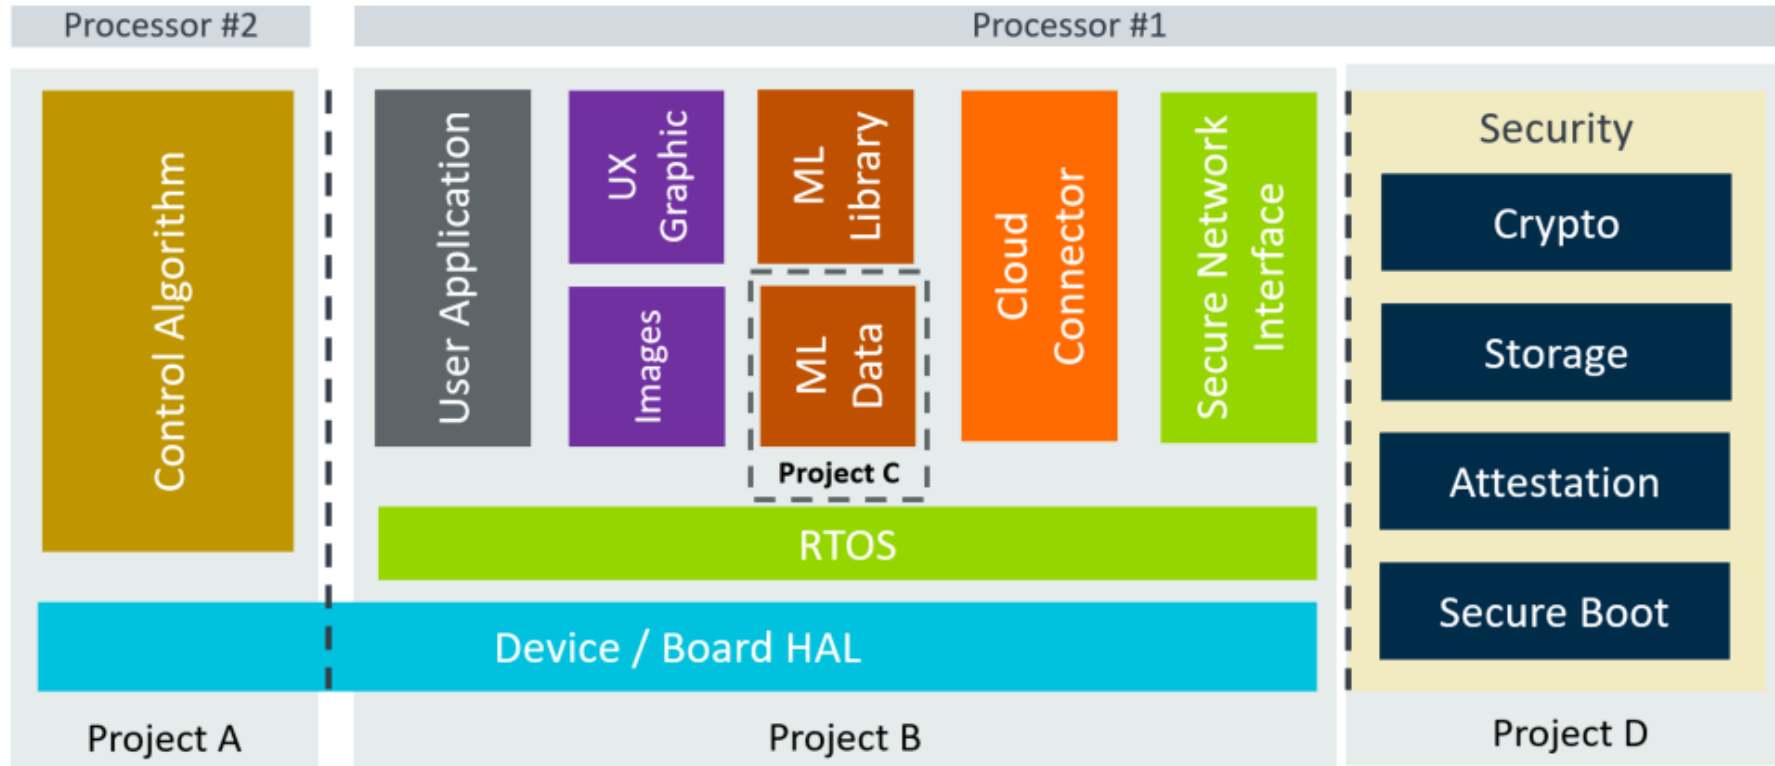 Processor #2
Processor #1
Control Algorithm
User Application
UX
Graphic
Images
ML
Library
ML
Data
Project C
Cloud
Connector
Secure Network
Interface
Security
Crypto
Storage
Attestation
Secure Boot
RTOS
Device / Board HAL
Project A
Project B
Project D